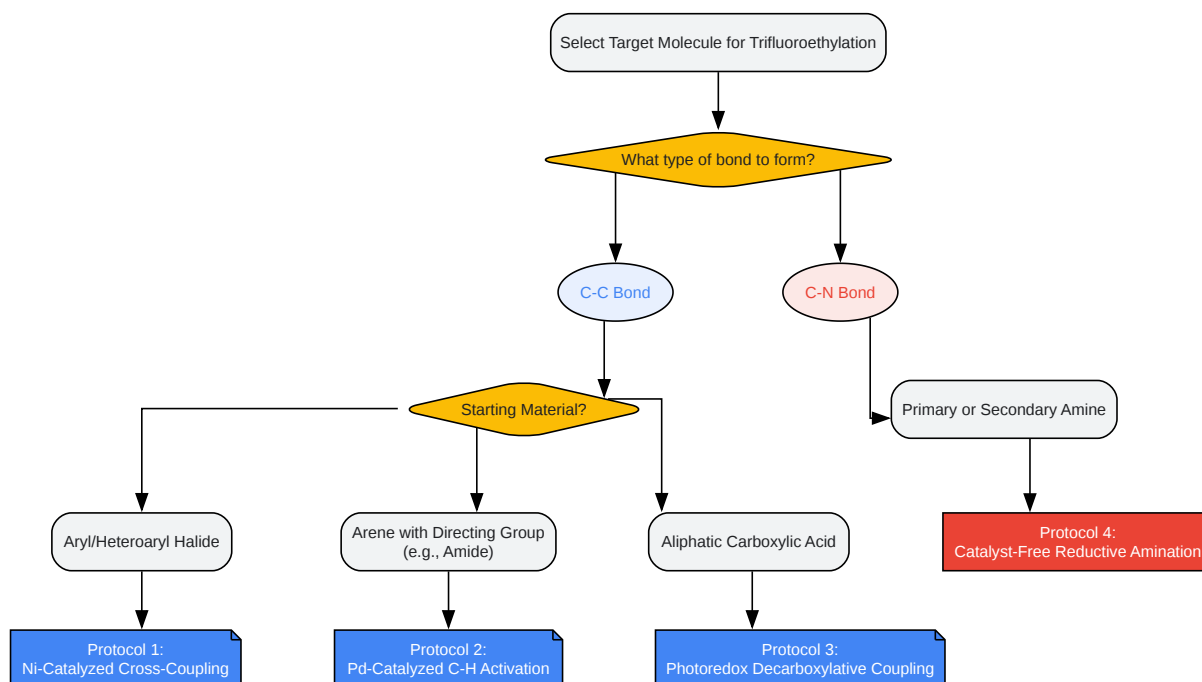 Select Target Molecule for Trifluoroethylation
What type of bond to form?
C-C Bond
C-N Bond
Starting Material?
Primary or Secondary Amine
Aryl/Heteroaryl Halide
Arene with Directing Group
(e.g., Amide)
Aliphatic Carboxylic Acid
Protocol 4:
Catalyst-Free Reductive Amination
Protocol 1:
Ni-Catalyzed Cross-Coupling
Protocol 2:
Pd-Catalyzed C-H Activation
Protocol 3:
Photoredox Decarboxylative Coupling